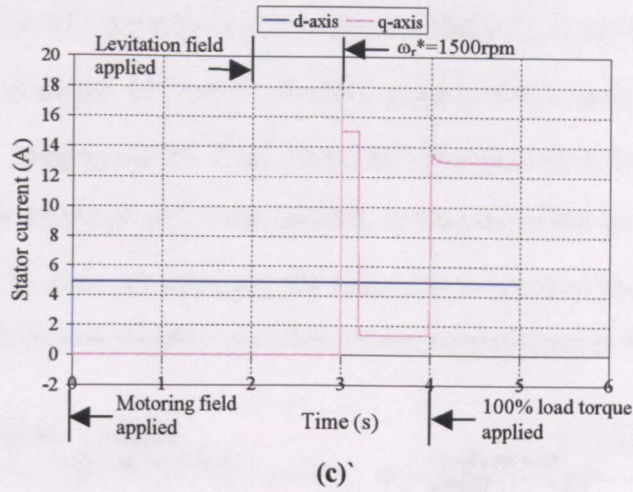 d-axis q-axis
Levitation field
applied
ωr*=1500rpm
Stator current (A)
20
18
16
14
12
10
8
6
4
2
0
-2
0 1 2 3 4 5 6
Motoring field
applied
Time (s)
100% load torque
applied
(c)`